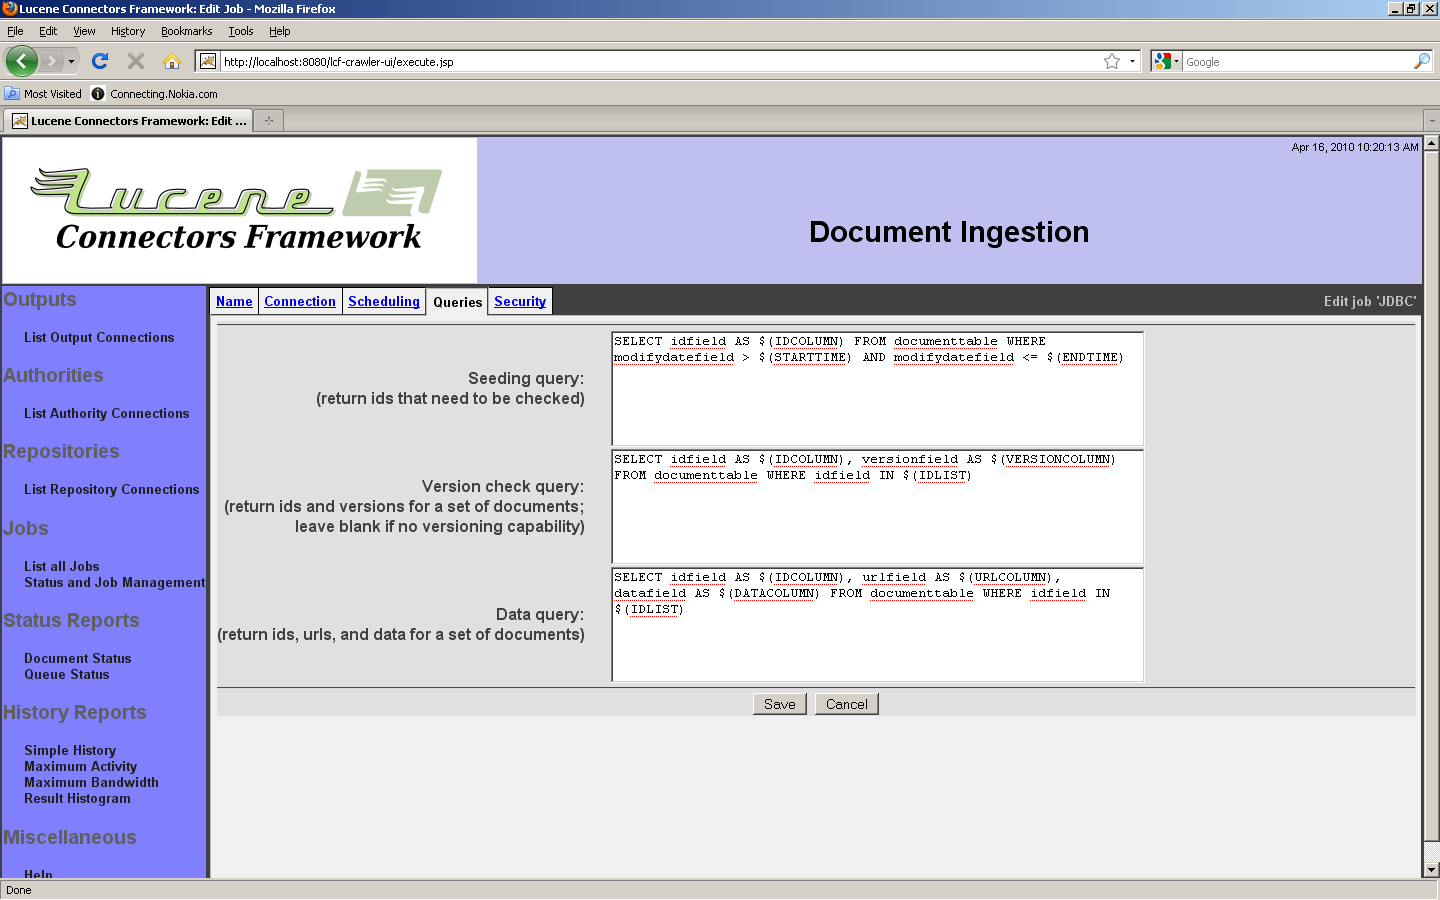 Lucene Connectors Framework: Edit Job - Mozilla Firefox
File Edit View History Bookmarks Tools Help
http://localhost:8080/lcf-crawler-ui/execute.jsp
Google
Most Visited Connecting.Nokia.com
Lucene Connectors Framework: Edit ...
Apr 16, 2010 10:20:13 AM
Lucene
Connectors Framework
Document Ingestion
Outputs
List Output Connections
Authorities
List Authority Connections
Repositories
List Repository Connections
Jobs
List all Jobs
Status and Job Management
Status Reports
Document Status
Queue Status
History Reports
Simple History
Maximum Activity
Maximum Bandwidth
Result Histogram
Miscellaneous
Help
Name Connection Scheduling Queries Security
Edit job 'JDBC'
Seeding query:
(return ids that need to be checked)
SELECT idfield AS $(IDCOLUMN) FROM documenttable WHERE
modifydatefield > $(STARTTIME) AND modifydatefield <= $(ENDTIME)
Version check query:
(return ids and versions for a set of documents;
leave blank if no versioning capability)
SELECT idfield AS $(IDCOLUMN), versionfield AS $(VERSIONCOLUMN)
FROM documenttable WHERE idfield IN $(IDLIST)
Data query:
(return ids, urls, and data for a set of documents)
SELECT idfield AS $(IDCOLUMN), urlfield AS $(URLCOLUMN),
datafield AS $(DATACOLUMN) FROM documenttable WHERE idfield IN
$(IDLIST)
Save Cancel
Done